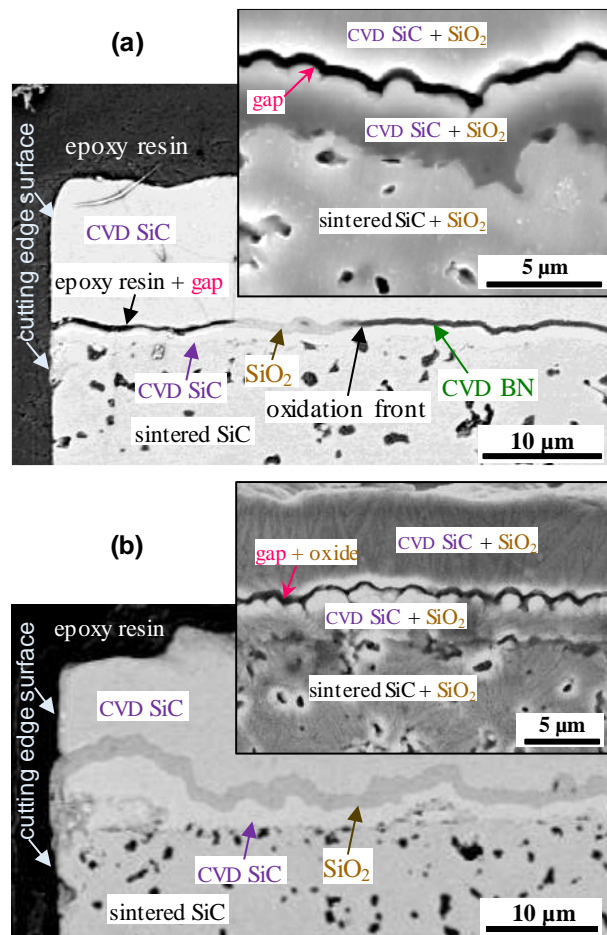 (a)
CVD SiC + SiO₂
gap
CVD SiC + SiO₂
sintered SiC + SiO₂
5 µm
epoxy resin
cutting edge surface
CVD SiC
epoxy resin + gap
CVD SiC
SiO₂
oxidation front
CVD BN
sintered SiC
10 µm
(b)
CVD SiC + SiO₂
gap + oxide
CVD SiC + SiO₂
sintered SiC + SiO₂
5 µm
epoxy resin
cutting edge surface
CVD SiC
CVD SiC
SiO₂
sintered SiC
10 µm